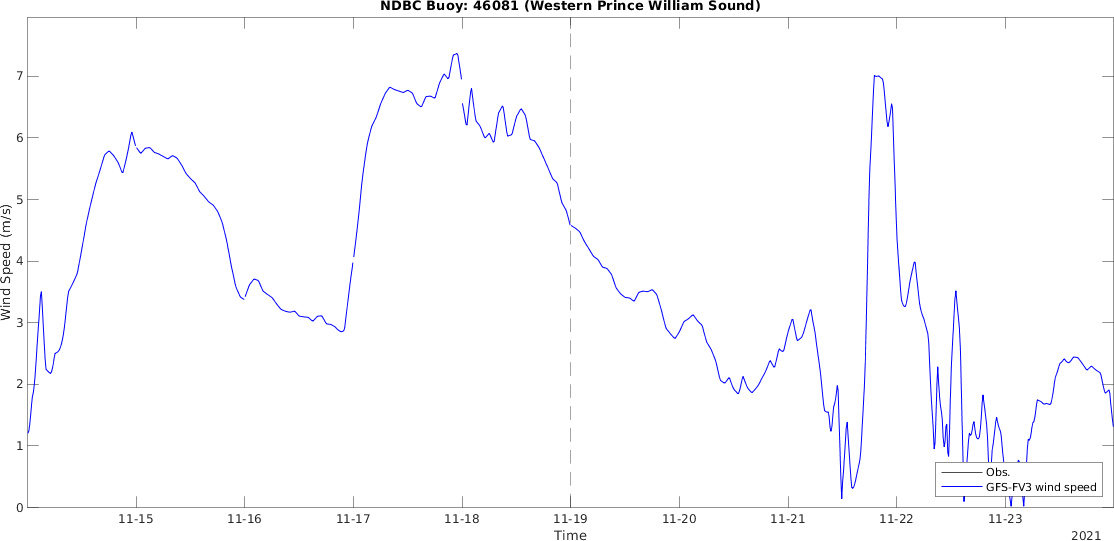 NDBC Buoy: 46081 (Western Prince William Sound)
Wind Speed (m/s)
7
6
5
4
3
2
1
0
Obs.
GFS-FV3 wind speed
11-15 11-16 11-17 11-18 11-19 11-20 11-21 11-22 11-23
Time
2021